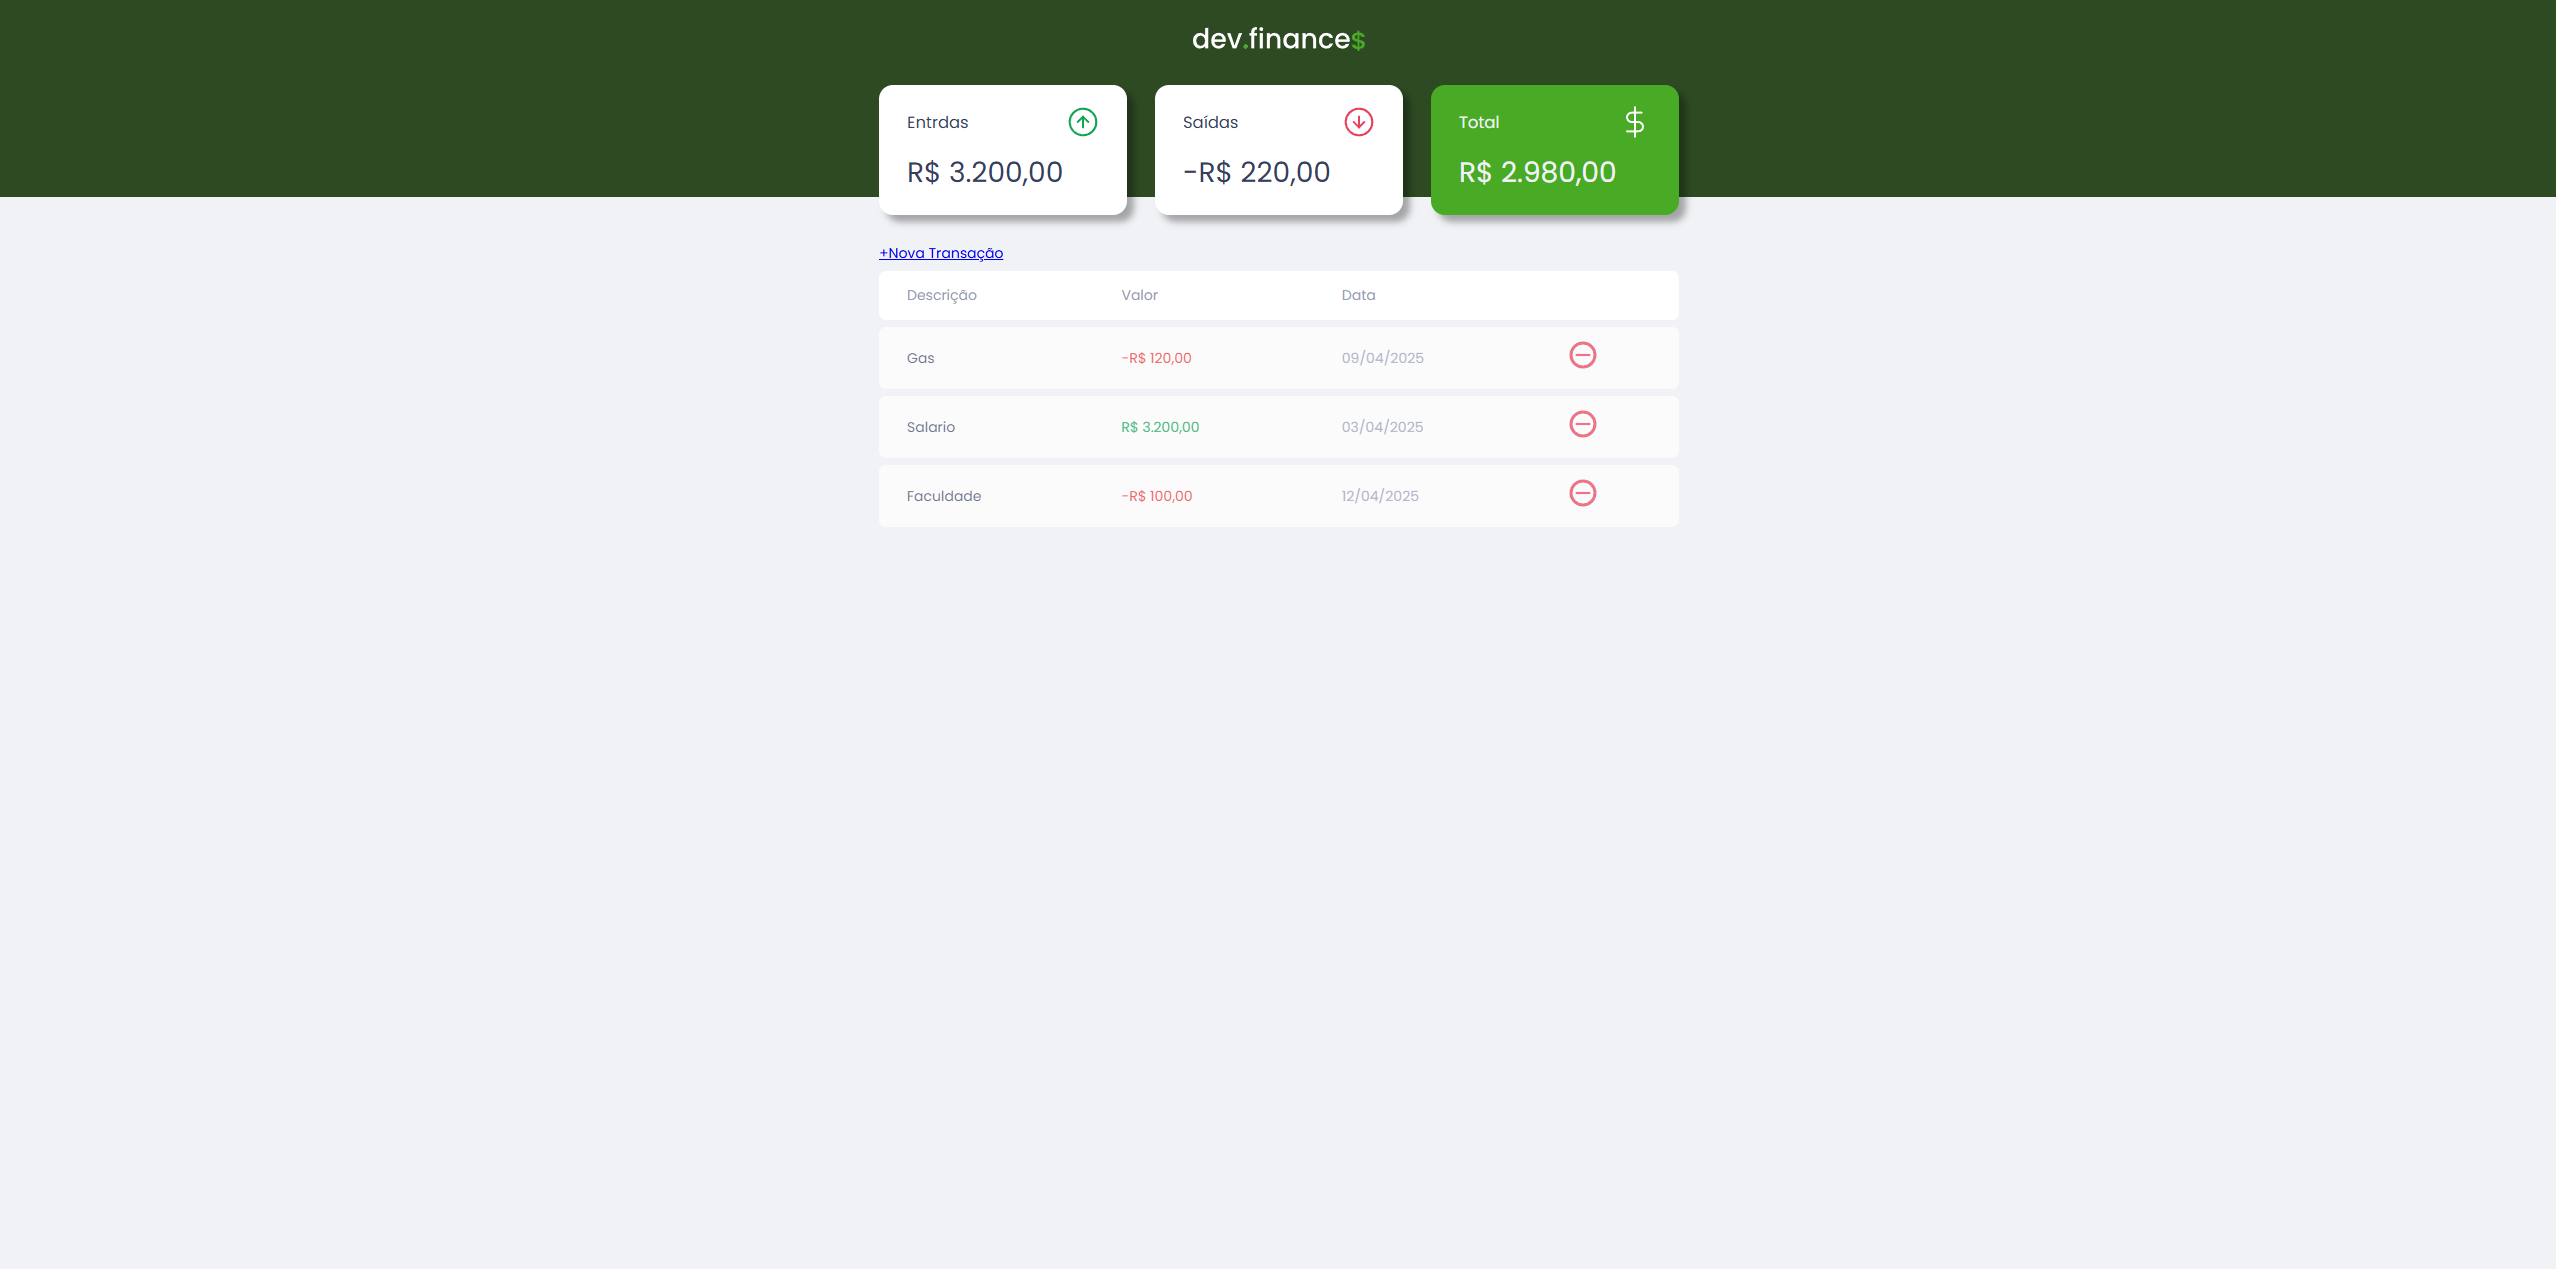 dev.finance$
Entrdas
R$ 3.200,00
Saídas
-R$ 220,00
Total
$
R$ 2.980,00
+Nova Transação
Descrição Valor Data
Gas -R$ 120,00 09/04/2025
Salario R$ 3.200,00 03/04/2025
Faculdade -R$ 100,00 12/04/2025